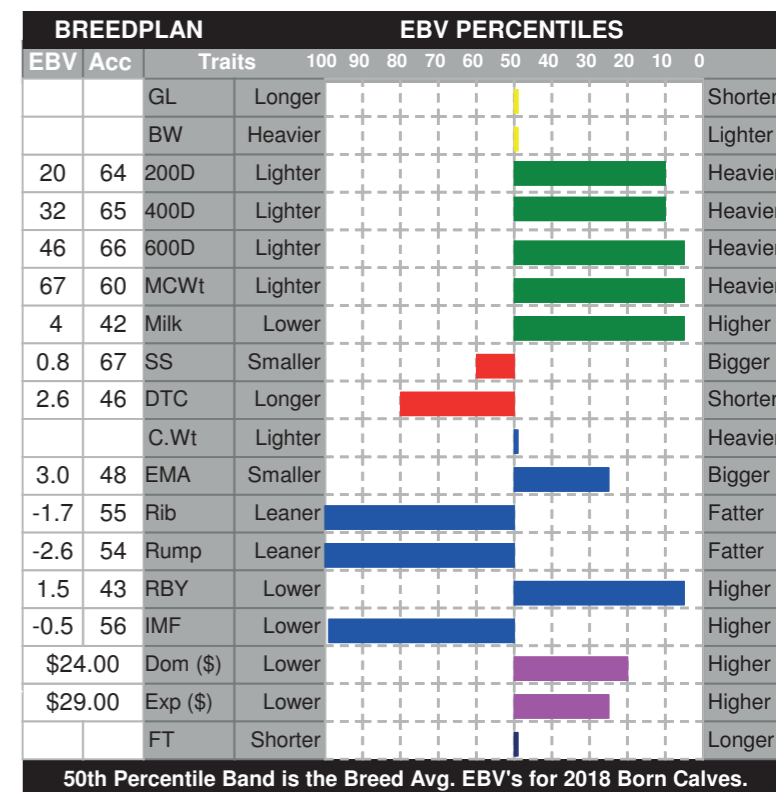 BREEDPLAN EBV PERCENTILES
EBV Acc Traits 100 90 80 70 60 50 40 30 20 10 0
GL Longer Shorter
BW Heavier Lighter
20 64 200D Lighter Heavier
32 65 400D Lighter Heavier
46 66 600D Lighter Heavier
67 60 MCWt Lighter Heavier
4 42 Milk Lower Higher
0.8 67 SS Smaller Bigger
2.6 46 DTC Longer Shorter
C.Wt Lighter Heavier
3.0 48 EMA Smaller Bigger
-1.7 55 Rib Leaner Fatter
-2.6 54 Rump Leaner Fatter
1.5 43 RBY Lower Higher
-0.5 56 IMF Lower Higher
$24.00 Dom ($) Lower Higher
$29.00 Exp ($) Lower Higher
FT Shorter Longer
50th Percentile Band is the Breed Avg. EBV's for 2018 Born Calves.